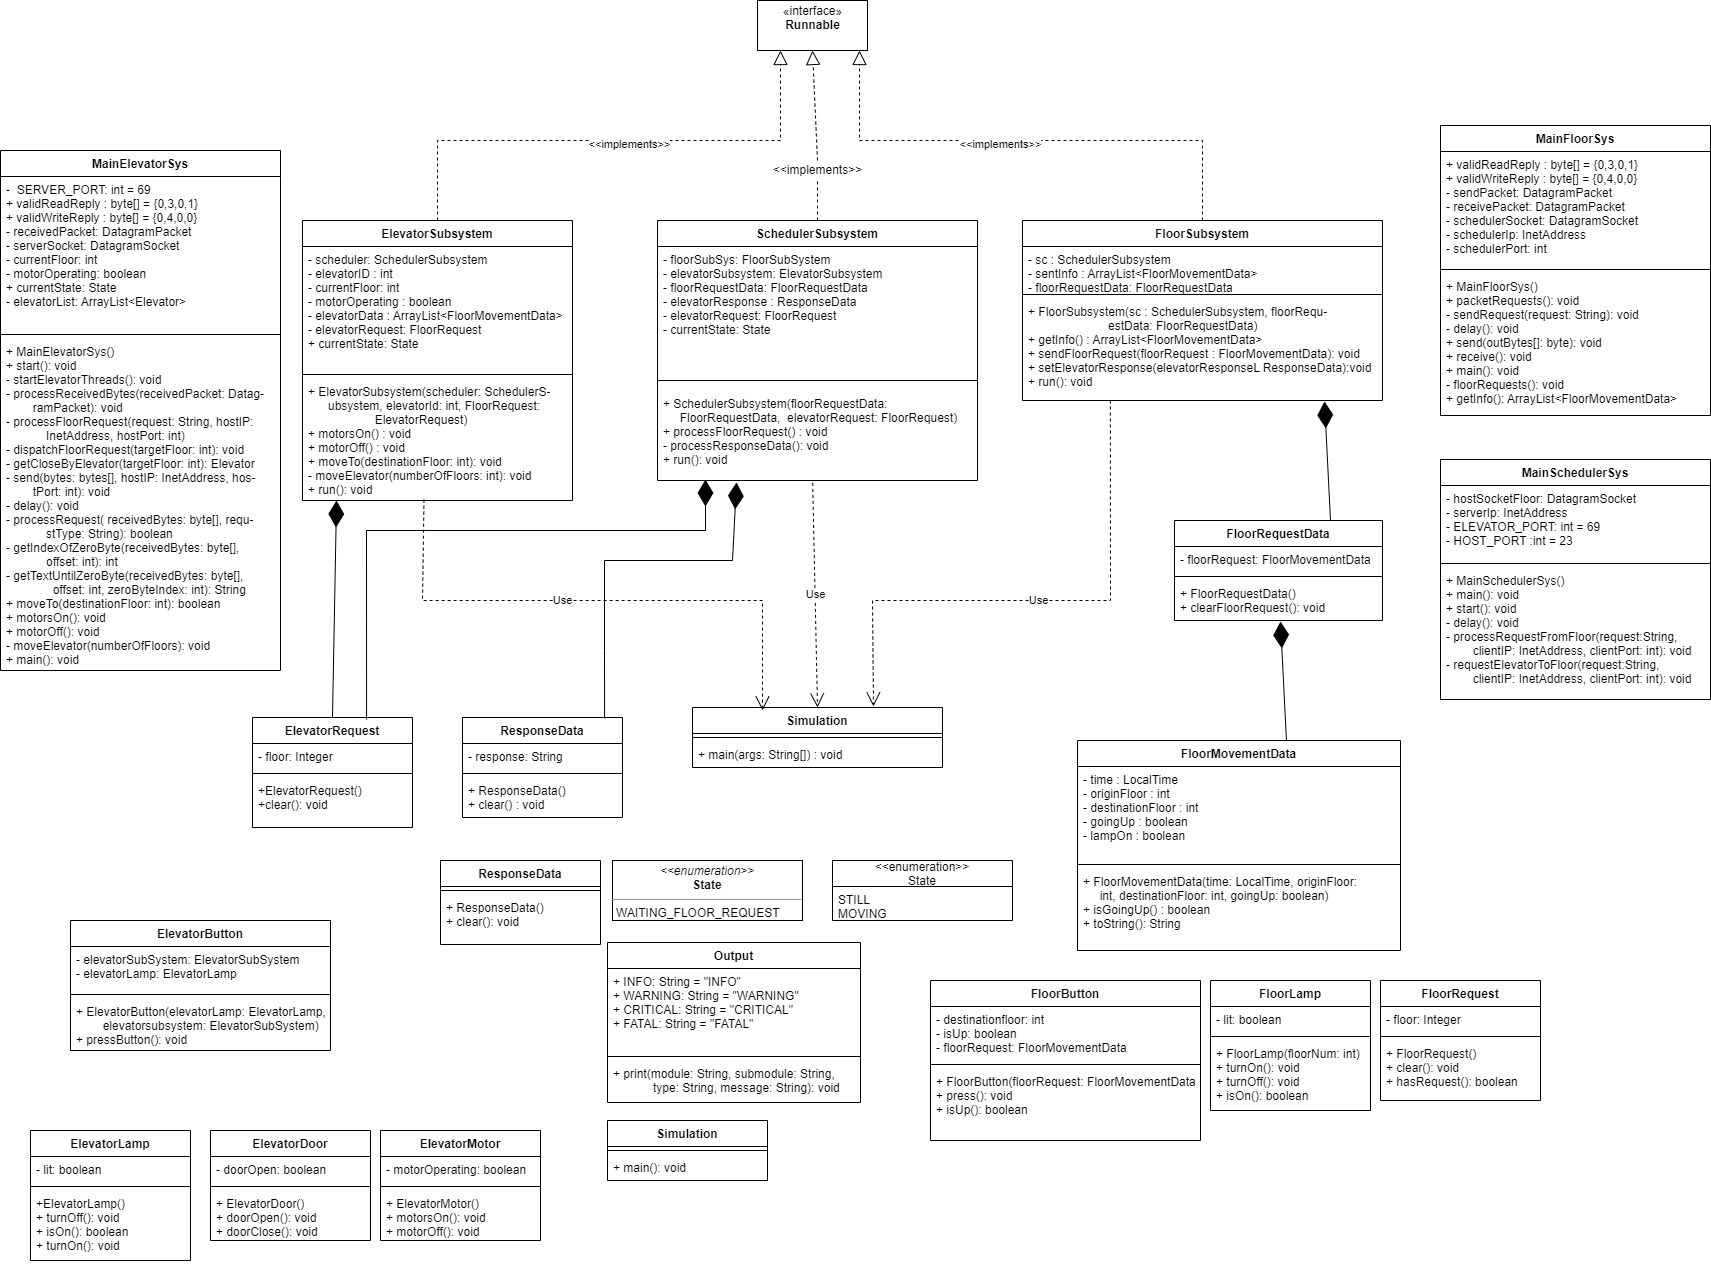 «interface»
Runnable
<<implements>>
<<implements>>
<<implements>>
MainElevatorSys
-  SERVER_PORT: int = 69
+ validReadReply : byte[] = {0,3,0,1}
+ validWriteReply : byte[] = {0,4,0,0}
- receivedPacket: DatagramPacket
- serverSocket: DatagramSocket
- currentFloor: int
- motorOperating: boolean
+ currentState: State
- elevatorList: ArrayList<Elevator>
+ MainElevatorSys()
+ start(): void
- startElevatorThreads(): void
- processReceivedBytes(receivedPacket: Datag-
gramPacket): void
- processFloorRequest(request: String, hostIP:
InetAddress, hostPort: int)
- dispatchFloorRequest(targetFloor: int): void
- getCloseByElevator(targetFloor: int): Elevator
- send(bytes: bytes[], hostIP: InetAddress, hos-
tPort: int): void
- delay(): void
- processRequest( receivedBytes: byte[], requ-
stType: String): boolean
- getIndexOfZeroByte(receivedBytes: byte[],
offset: int): int
- getTextUntilZeroByte(receivedBytes: byte[],
offset: int, zeroByteIndex: int): String
+ moveTo(destinationFloor: int): boolean
+ motorsOn(): void
+ motorOff(): void
- moveElevator(numberOfFloors): void
+ main(): void
ElevatorSubsystem
- scheduler: SchedulerSubsystem
- elevatorID : int
- currentFloor: int
- motorOperating : boolean
- elevatorData : ArrayList<FloorMovementData>
- elevatorRequest: FloorRequest
+ currentState: State
+ ElevatorSubsystem(scheduler: SchedulerS-
ubsystem, elevatorId: int, FloorRequest:
ElevatorRequest)
+ motorsOn() : void
+ motorOff() : void
+ moveTo(destinationFloor: int): void
- moveElevator(numberOfFloors: int): void
+ run(): void
SchedulerSubsystem
- floorSubSys: FloorSubSystem
- elevatorSubsystem: ElevatorSubsystem
- floorRequestData: FloorRequestData
- elevatorResponse : ResponseData
- elevatorRequest: FloorRequest
- currentState: State
+ SchedulerSubsystem(floorRequestData:
FloorRequestData,  elevatorRequest: FloorRequest)
+ processFloorRequest() : void
- processResponseData(): void
+ run(): void
FloorSubsystem
- sc : SchedulerSubsystem
- sentInfo : ArrayList<FloorMovementData>
- floorRequestData: FloorRequestData
+ FloorSubsystem(sc : SchedulerSubsystem, floorRequ-
estData: FloorRequestData)
+ getInfo() : ArrayList<FloorMovementData>
+ sendFloorRequest(floorRequest : FloorMovementData): void
+ setElevatorResponse(elevatorResponseL ResponseData):void
+ run(): void
MainFloorSys
+ validReadReply : byte[] = {0,3,0,1}
+ validWriteReply : byte[] = {0,4,0,0}
- sendPacket: DatagramPacket
- receivePacket: DatagramPacket
- schedulerSocket: DatagramSocket
- schedulerIp: InetAddress
- schedulerPort: int
+ MainFloorSys()
+ packetRequests(): void
- sendRequest(request: String): void
- delay(): void
+ send(outBytes[]: byte): void
+ receive(): void
+ main(): void
- floorRequests(): void
+ getInfo(): ArrayList<FloorMovementData>
MainSchedulerSys
- hostSocketFloor: DatagramSocket
- serverIp: InetAddress
- ELEVATOR_PORT: int = 69
- HOST_PORT :int = 23
+ MainSchedulerSys()
+ main(): void
+ start(): void
- delay(): void
- processRequestFromFloor(request:String,
clientIP: InetAddress, clientPort: int): void
- requestElevatorToFloor(request:String,
clientIP: InetAddress, clientPort: int): void
FloorRequestData
- floorRequest: FloorMovementData
+ FloorRequestData()
+ clearFloorRequest(): void
Use
Use
Use
ElevatorRequest
- floor: Integer
+ElevatorRequest()
+clear(): void
ResponseData
- response: String
+ ResponseData()
+ clear() : void
Simulation
+ main(args: String[]) : void
FloorMovementData
- time : LocalTime
- originFloor : int
- destinationFloor : int
- goingUp : boolean
- lampOn : boolean
+ FloorMovementData(time: LocalTime, originFloor:
int, destinationFloor: int, goingUp: boolean)
+ isGoingUp() : boolean
+ toString(): String
ResponseData
+ ResponseData()
+ clear(): void
<<enumeration>>
State
WAITING_FLOOR_REQUEST
<<enumeration>>
State
STILL
MOVING
ElevatorButton
- elevatorSubSystem: ElevatorSubSystem
- elevatorLamp: ElevatorLamp
+ ElevatorButton(elevatorLamp: ElevatorLamp,
elevatorsubsystem: ElevatorSubSystem)
+ pressButton(): void
Output
+ INFO: String = "INFO"
+ WARNING: String = "WARNING"
+ CRITICAL: String = "CRITICAL"
+ FATAL: String = "FATAL"
+ print(module: String, submodule: String,
type: String, message: String): void
FloorButton
- destinationfloor: int
- isUp: boolean
- floorRequest: FloorMovementData
+ FloorButton(floorRequest: FloorMovementData
+ press(): void
+ isUp(): boolean
FloorLamp
- lit: boolean
+ FloorLamp(floorNum: int)
+ turnOn(): void
+ turnOff(): void
+ isOn(): boolean
FloorRequest
- floor: Integer
+ FloorRequest()
+ clear(): void
+ hasRequest(): boolean
ElevatorLamp
- lit: boolean
+ElevatorLamp()
+ turnOff(): void
+ isOn(): boolean
+ turnOn(): void
ElevatorDoor
- doorOpen: boolean
+ ElevatorDoor()
+ doorOpen(): void
+ doorClose(): void
ElevatorMotor
- motorOperating: boolean
+ ElevatorMotor()
+ motorsOn(): void
+ motorOff(): void
Simulation
+ main(): void